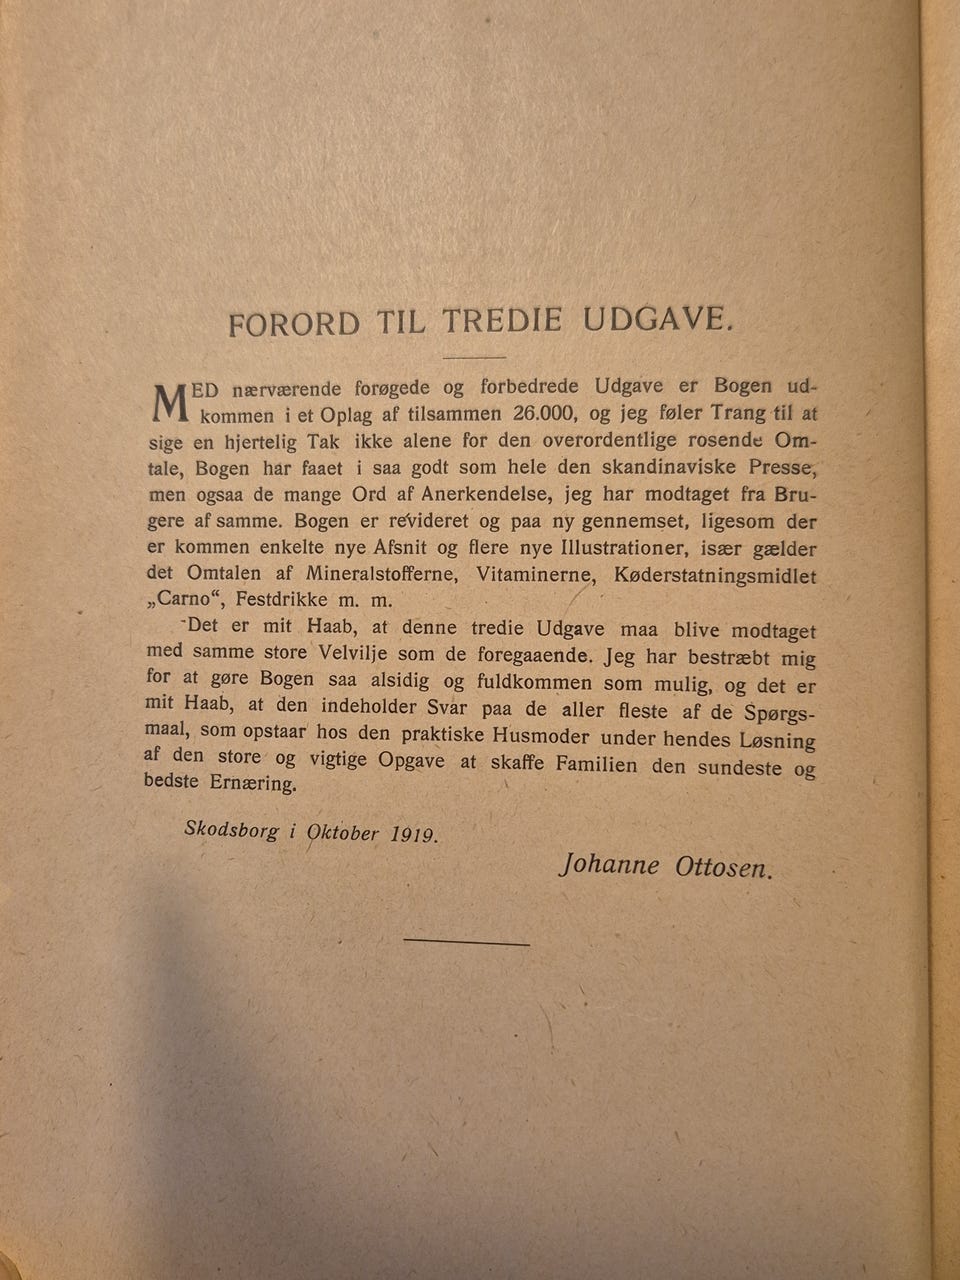 FORORD TIL TREDIE UDGAVE.
MED nærværende forøgede og forbedrede Udgave er Bogen ud-
kommen i et Oplag af tilsammen 26.000, og jeg føler Trang til at
sige en hjertelig Tak ikke alene for den overordentlige rosende Om-
tale, Bogen har faaet i saa godt som hele den skandinaviske Presse,
men ogsaa de mange Ord af Anerkendelse, jeg har modtaget fra Bru-
gere af samme. Bogen er revideret og paa ny gennemset, ligesom der
er kommen enkelte nye Afsnit og flere nye Illustrationer, især gælder
det Omtalen af Mineralstofferne, Vitaminerne, Køderstatningsmidlet
„Carno“, Festdrikke m. m.
Det er mit Haab, at denne tredie Udgave maa blive modtaget
med samme store Velvilje som de foregaaende. Jeg har bestræbt mig
for at gøre Bogen saa alsidig og fuldkommen som mulig, og det er
mit Haab, at den indeholder Svar paa de aller fleste af de Spørgs-
maal, som opstaar hos den praktiske Husmoder under hendes Løsning
af den store og vigtige Opgave at skaffe Familien den sundeste og
bedste Ernæring.
Skodsborg i Oktober 1919.
Johanne Ottosen.